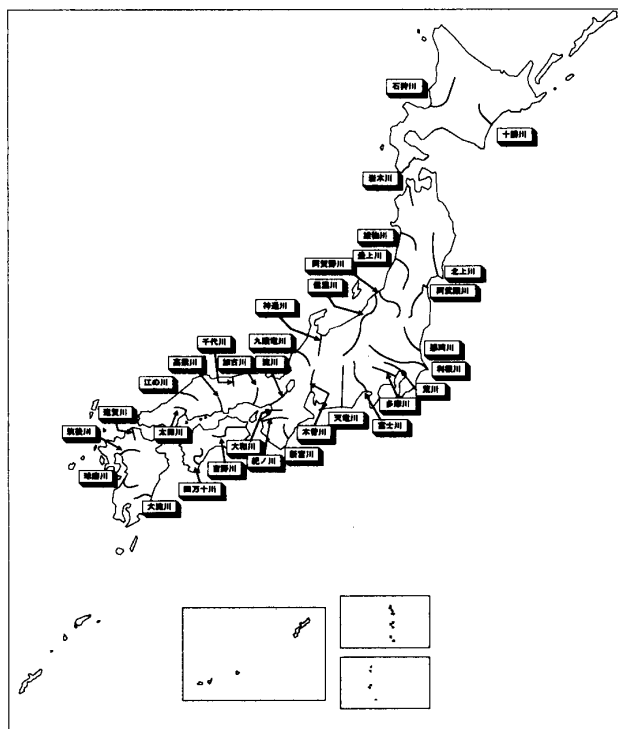 石狩川
十勝川
岩木川
雄物川
最上川
阿賀野川
北上川
信濃川
阿武隈川
神通川
千代川
九頭竜川
那珂川
高梁川
加古川
淀川
利根川
江の川
荒川
多摩川
遠賀川
天竜川
富士川
筑後川
太田川
木曽川
大和川
紀ノ川
新宮川
吉野川
球磨川
四万十川
大淀川